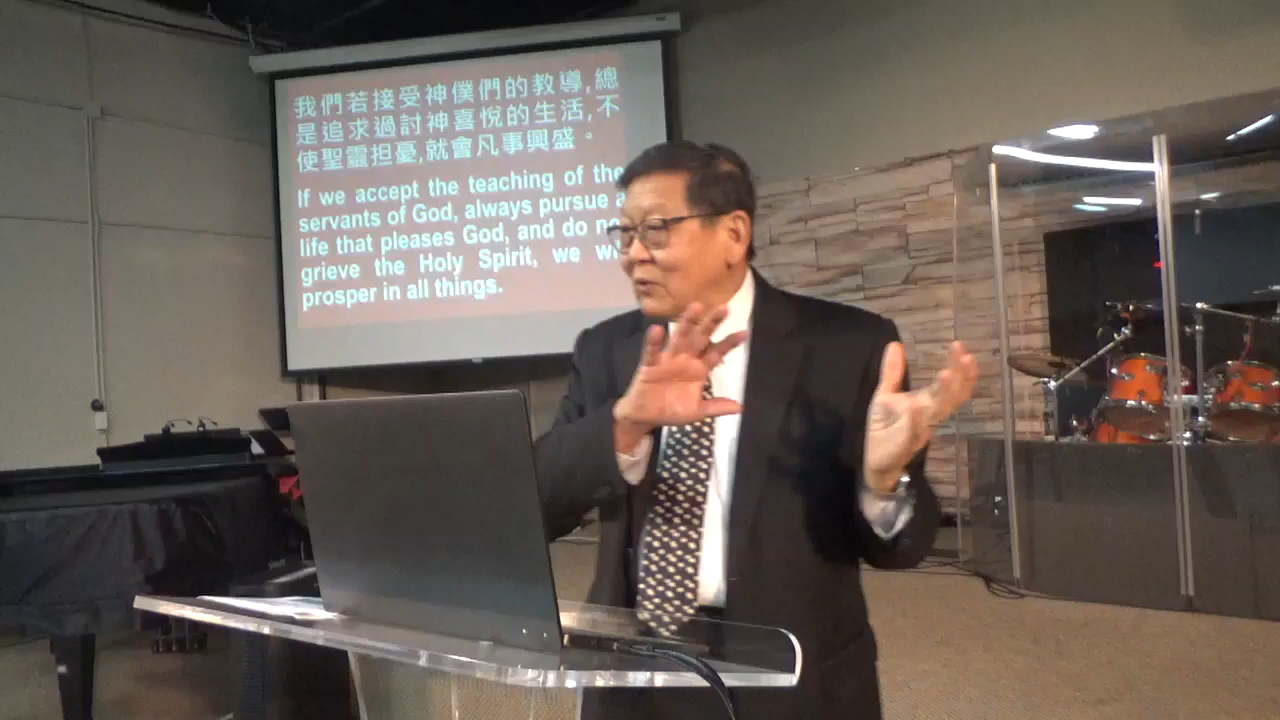 我們若接受神僕們的教導,總
是追求過討神喜悅的生活,不
使聖靈担憂,就會凡事興盛。
If we accept the teaching of the
servants of God, always pursue a
life that pleases God, and do
grieve the Holy Spirit, we
prosper in all things.